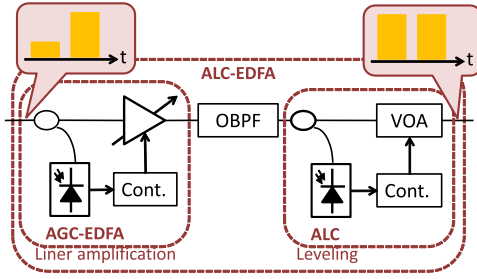 t
t
ALC-EDFA
OBPF
VOA
Cont.
Cont.
AGC-EDFA
Liner amplification
ALC
Leveling